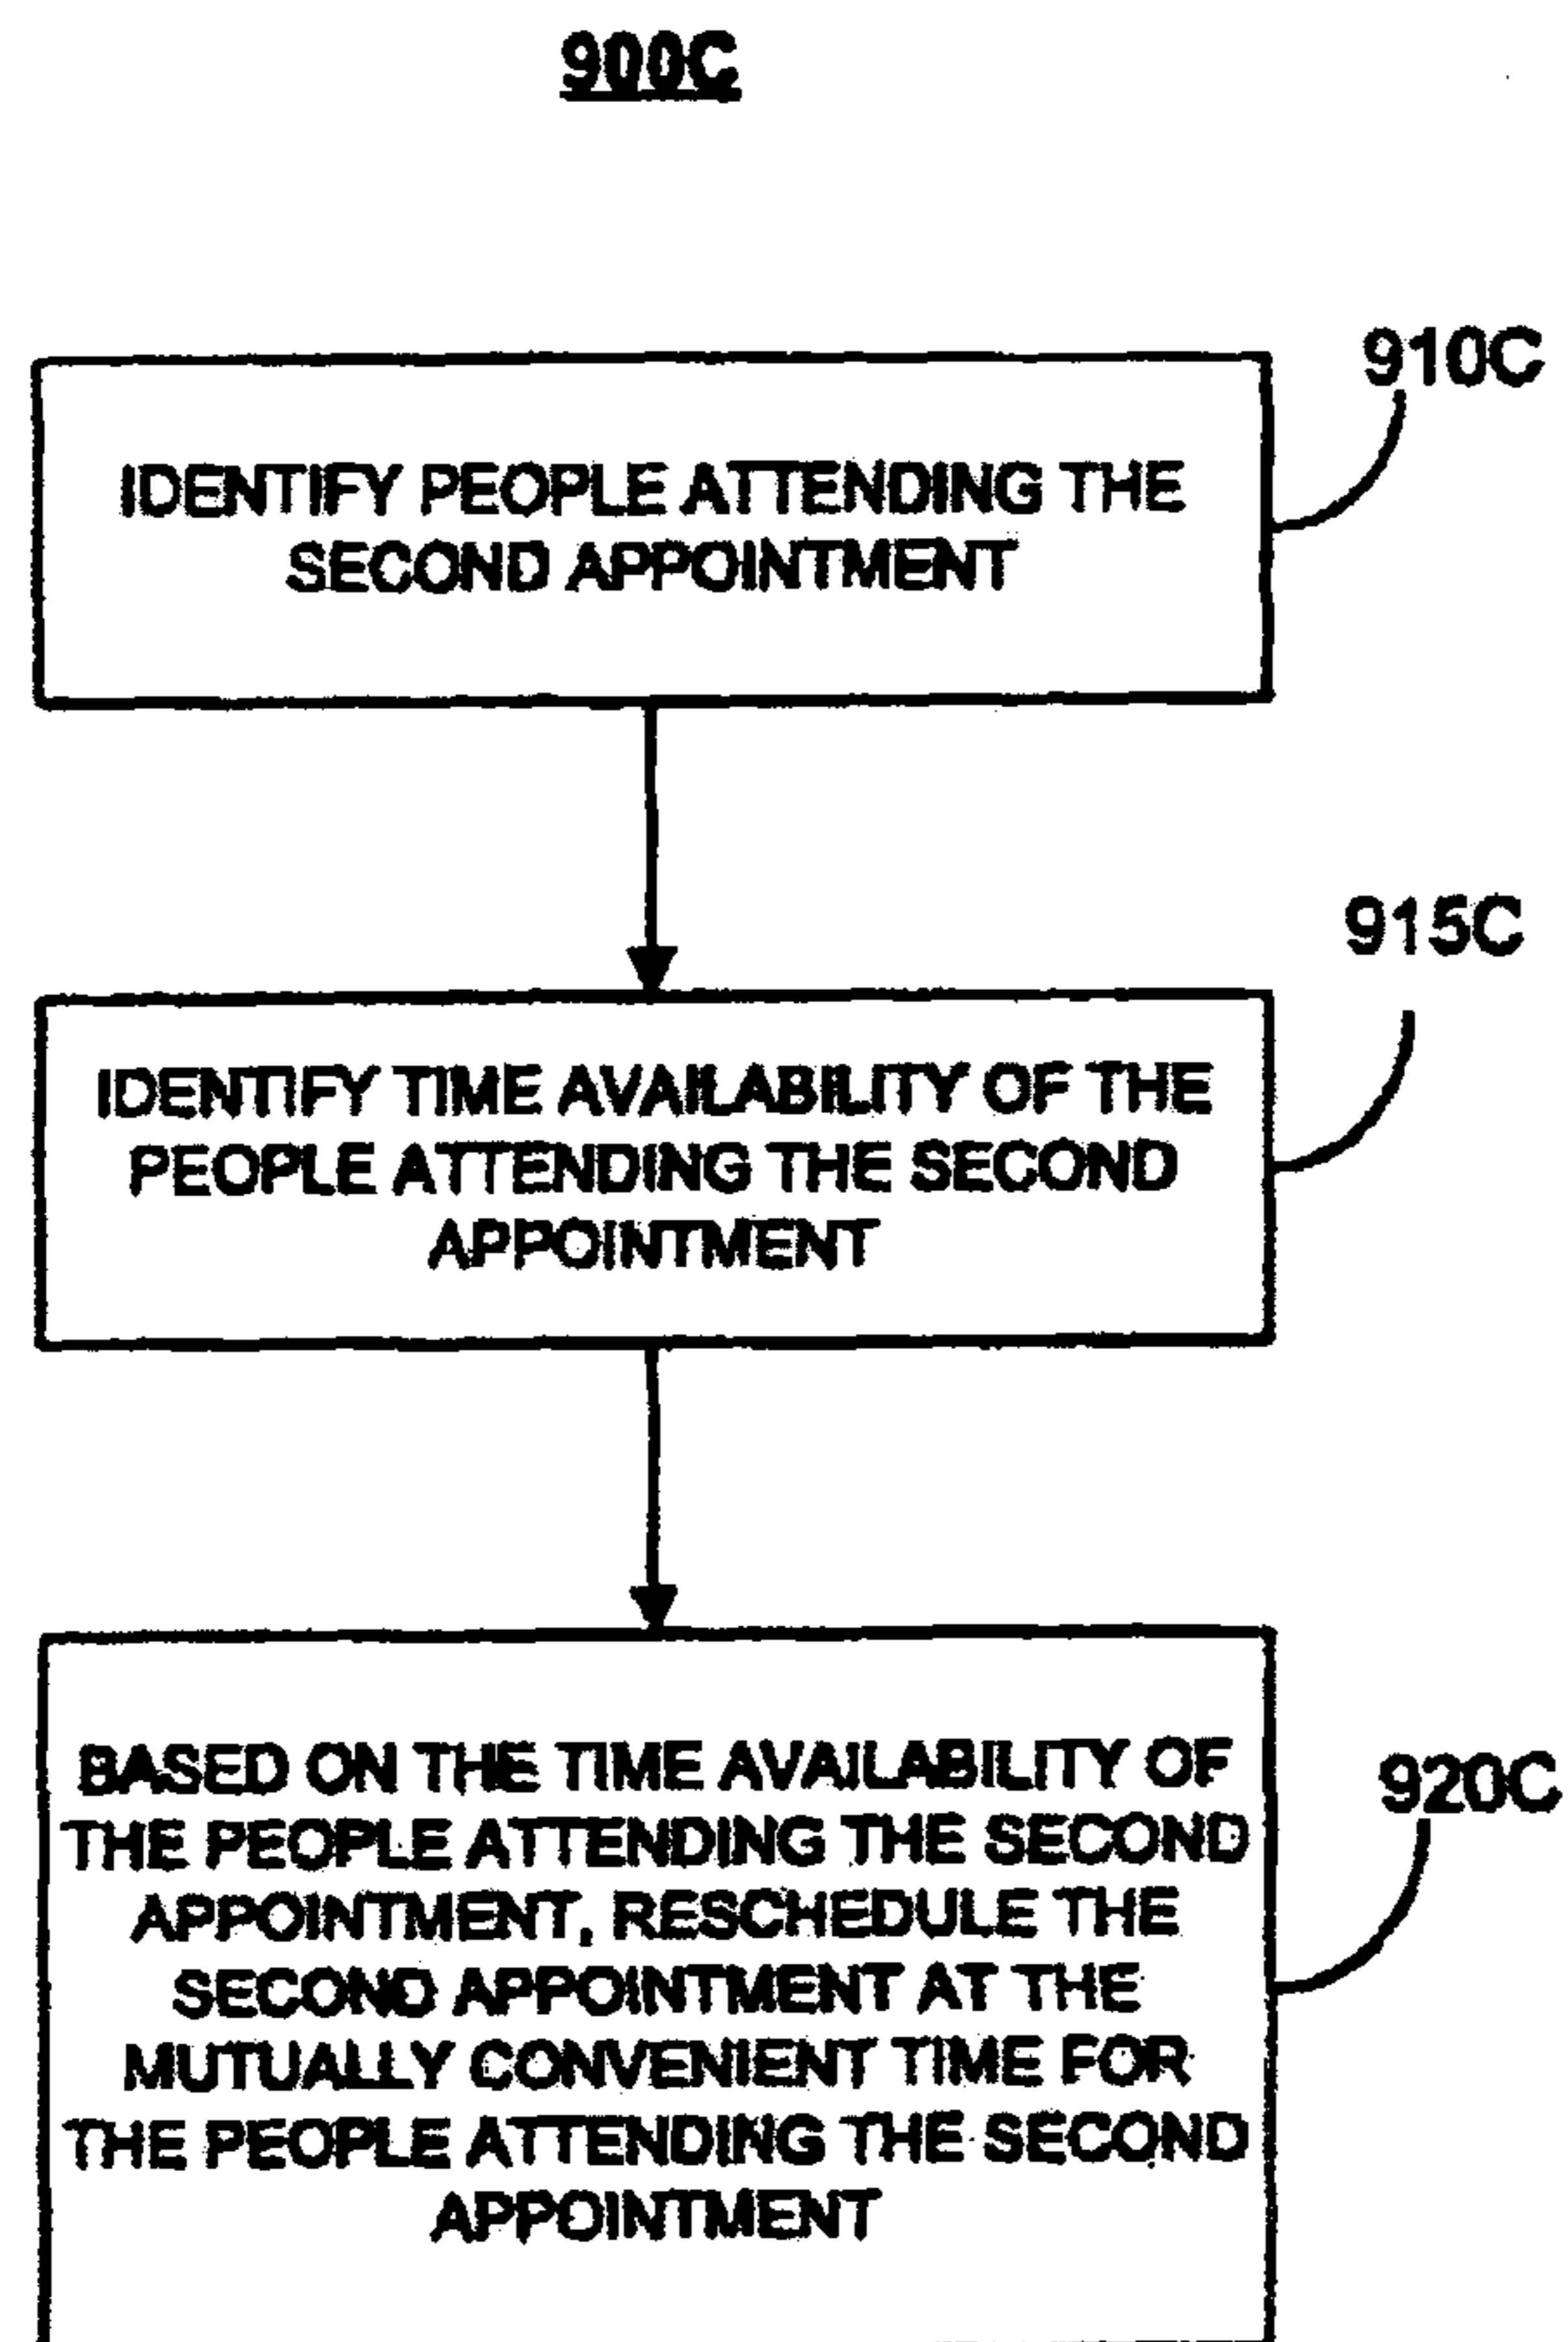 900C
910C
IDENTIFY PEOPLE ATTENDING THE
SECOND APPOINTMENT
915C
IDENTIFY TIME AVAILABILITY OF THE
PEOPLE ATTENDING THE SECOND
APPOINTMENT
BASED ON THE TIME AVAILABILITY OF
THE PEOPLE ATTENDING THE SECOND
APPOINTMENT, RESCHEDULE THE
SECOND APPOINTMENT AT THE
MUTUALLY CONVENIENT TIME FOR
THE PEOPLE ATTENDING THE SECOND
APPOINTMENT
920C